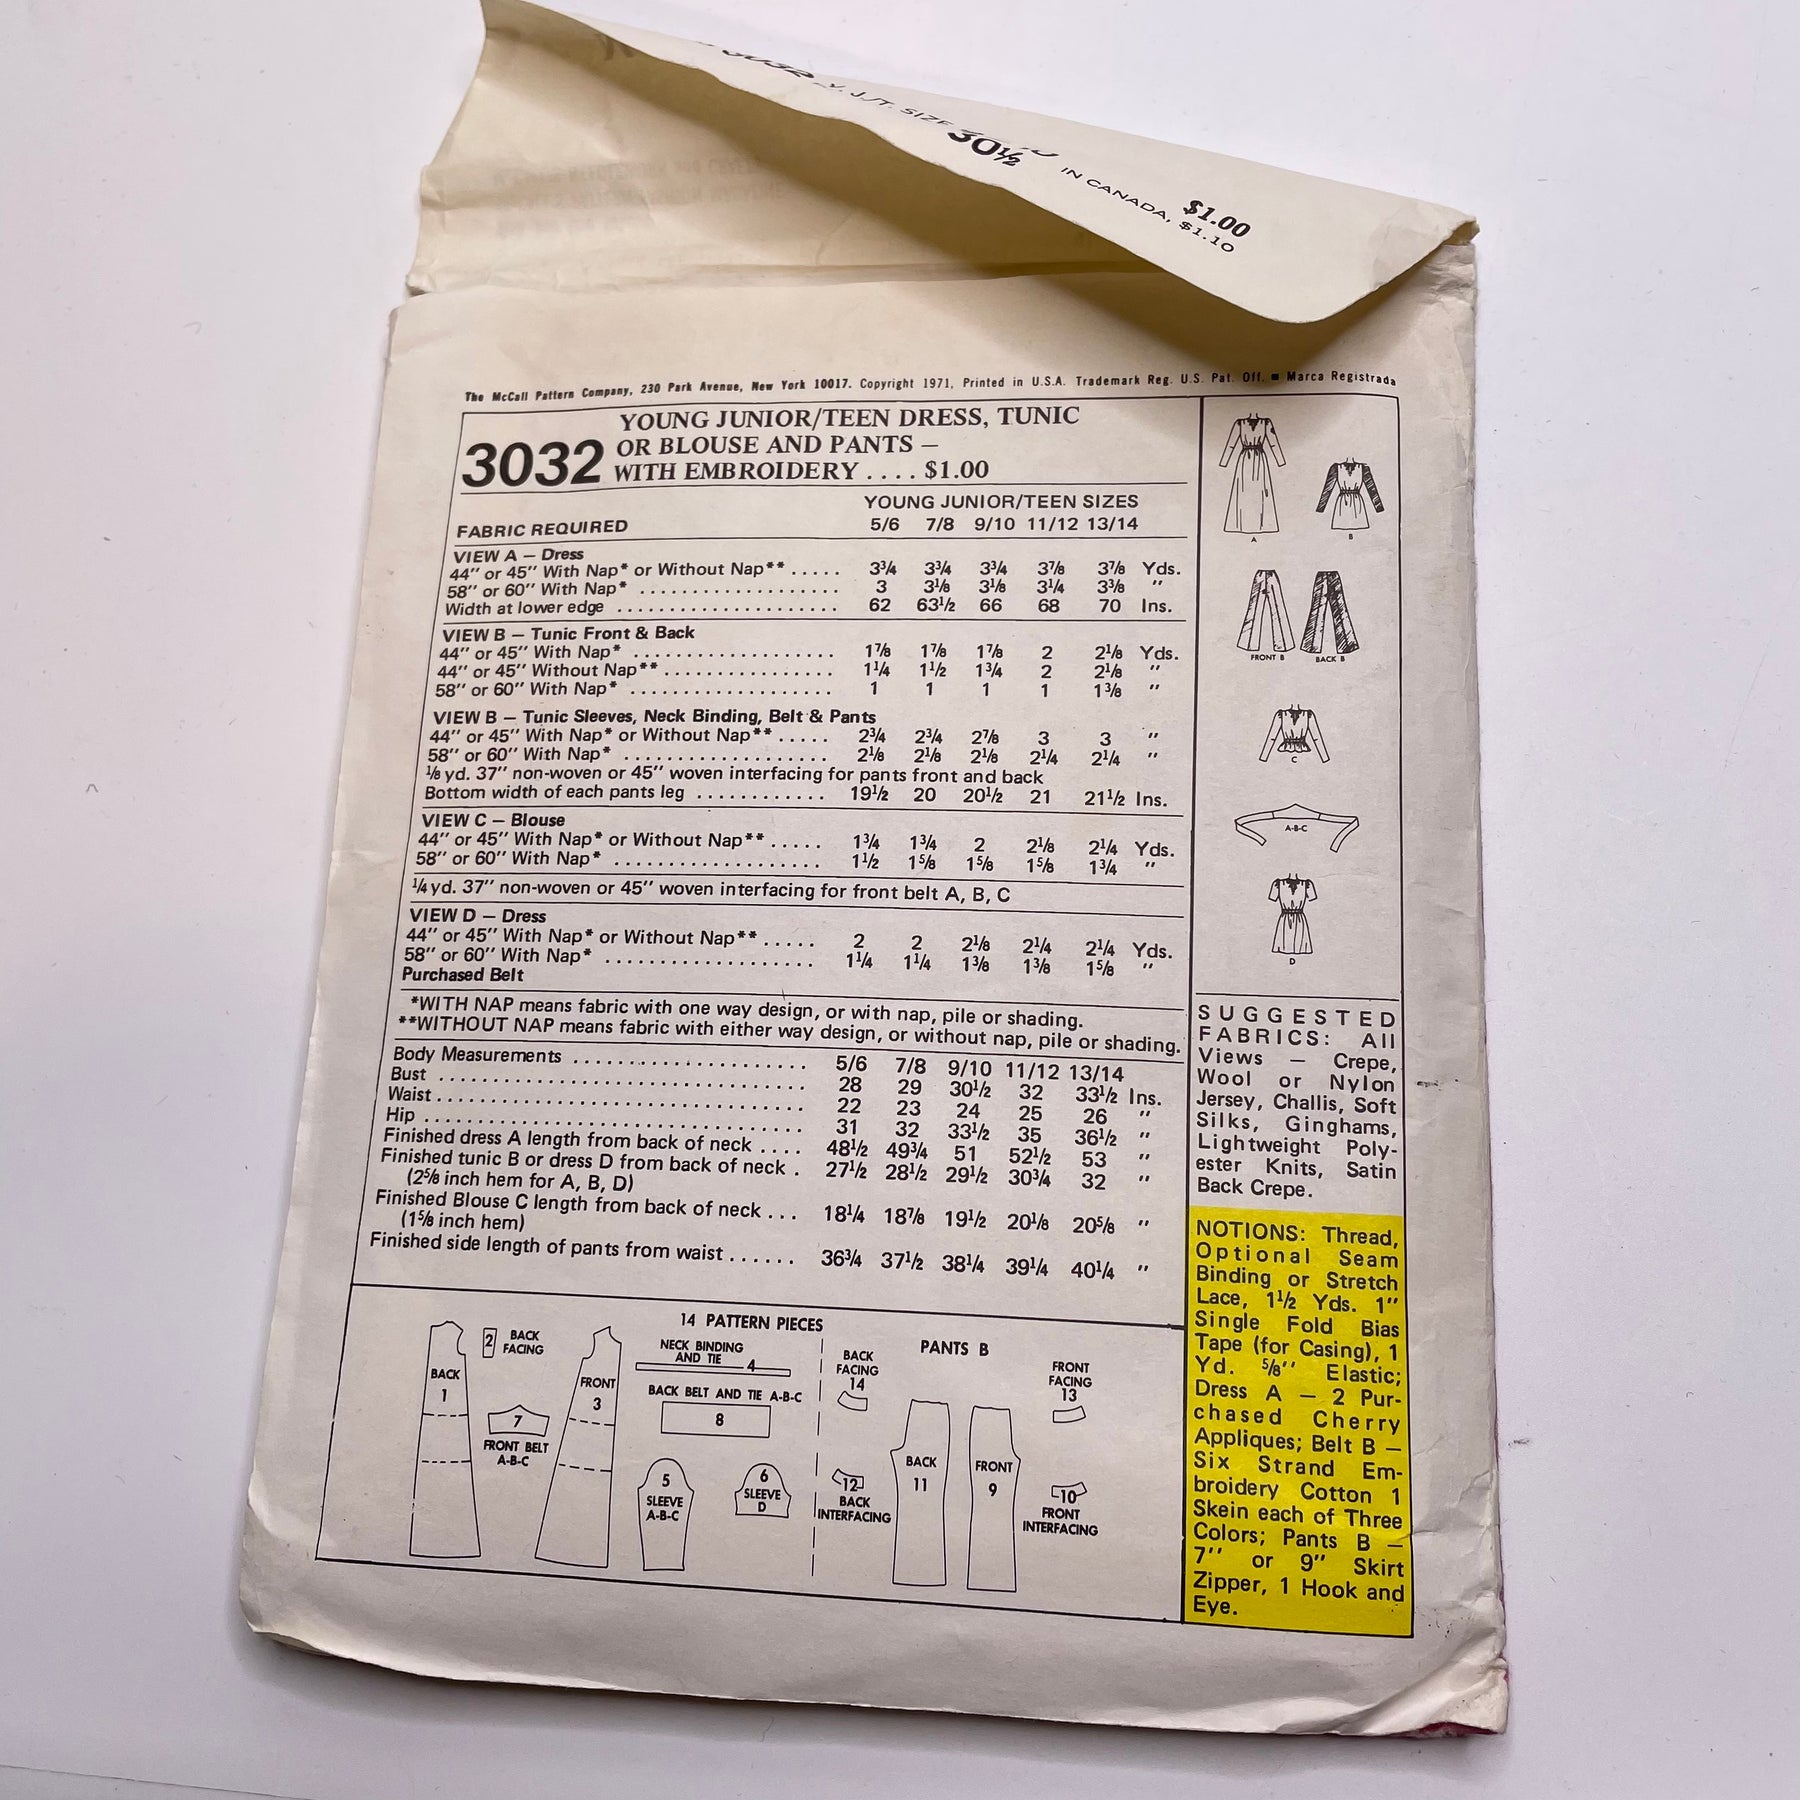 3032 Y. J./T. SIZE
30½
IN CANADA, $1.10
$1.00
The McCall Pattern Company, 230 Park Avenue, New York 10017. Copyright 1971, Printed in U.S.A. Trademark Reg. U.S. Pat. Off. ■ Marca Registrada
3032
YOUNG JUNIOR/TEEN DRESS, TUNIC
OR BLOUSE AND PANTS –
WITH EMBROIDERY .... $1.00
YOUNG JUNIOR/TEEN SIZES
FABRIC REQUIRED 5/6 7/8 9/10 11/12 13/14
VIEW A – Dress
44″ or 45″ With Nap* or Without Nap** ..... 3¾ 3¾ 3¾ 3⅞ 3⅞ Yds.
58″ or 60″ With Nap* ................... 3 3⅛ 3⅛ 3¼ 3⅜ ″
Width at lower edge ..................... 62 63½ 66 68 70 Ins.
VIEW B – Tunic Front & Back
44″ or 45″ With Nap* ................... 1⅞ 1⅞ 1⅞ 2 2⅛ Yds.
44″ or 45″ Without Nap** ................ 1¼ 1½ 1¾ 2 2⅛ ″
58″ or 60″ With Nap* ................... 1 1 1 1 1⅜ ″
VIEW B – Tunic Sleeves, Neck Binding, Belt & Pants
44″ or 45″ With Nap* or Without Nap** ..... 2¾ 2¾ 2⅞ 3 3 ″
58″ or 60″ With Nap* ................... 2⅛ 2⅛ 2⅛ 2¼ 2¼ ″
⅛ yd. 37″ non-woven or 45″ woven interfacing for pants front and back
Bottom width of each pants leg ............ 19½ 20 20½ 21 21½ Ins.
VIEW C – Blouse
44″ or 45″ With Nap* or Without Nap** ..... 1¾ 1¾ 2 2⅛ 2¼ Yds.
58″ or 60″ With Nap* ................... 1½ 1⅝ 1⅝ 1⅝ 1¾ ″
¼ yd. 37″ non-woven or 45″ woven interfacing for front belt A, B, C
VIEW D – Dress
44″ or 45″ With Nap* or Without Nap** ..... 2 2 2⅛ 2¼ 2¼ Yds.
58″ or 60″ With Nap* ................... 1¼ 1¼ 1⅜ 1⅜ 1⅝ ″
Purchased Belt
*WITH NAP means fabric with one way design, or with nap, pile or shading.
**WITHOUT NAP means fabric with either way design, or without nap, pile or shading.
Body Measurements .................... 5/6 7/8 9/10 11/12 13/14
Bust ................................ 28 29 30½ 32 33½ Ins.
Waist ................................ 22 23 24 25 26 ″
Hip ................................. 31 32 33½ 35 36½ ″
Finished dress A length from back of neck .... 48½ 49¾ 51 52½ 53 ″
Finished tunic B or dress D from back of neck . 27½ 28½ 29½ 30¾ 32 ″
(2⅝ inch hem for A, B, D)
Finished Blouse C length from back of neck ... 18¼ 18⅞ 19½ 20⅛ 20⅝ ″
(1⅝ inch hem)
Finished side length of pants from waist ...... 36¾ 37½ 38¼ 39¼ 40¼ ″
A
B
FRONT B
BACK B
C
A-B-C
D
SUGGESTED
FABRICS: All
Views – Crepe,
Wool or Nylon
Jersey, Challis, Soft
Silks, Ginghams,
Lightweight Poly-
ester Knits, Satin
Back Crepe.
NOTIONS: Thread,
Optional Seam
Binding or Stretch
Lace, 1½ Yds. 1″
Single Fold Bias
Tape (for Casing), 1
Yd. ⅝″ Elastic;
Dress A – 2 Pur-
chased Cherry
Appliques; Belt B –
Six Strand Em-
broidery Cotton 1
Skein each of Three
Colors; Pants B –
7″ or 9″ Skirt
Zipper, 1 Hook and
Eye.
14 PATTERN PIECES
BACK
1
2
BACK
FACING
7
FRONT BELT
A-B-C
FRONT
3
NECK BINDING
AND TIE 4
BACK BELT AND TIE A-B-C
8
5
SLEEVE
A-B-C
6
SLEEVE
D
PANTS B
BACK
FACING
14
12
BACK
INTERFACING
BACK
11
FRONT
9
FRONT
FACING
13
10
FRONT
INTERFACING